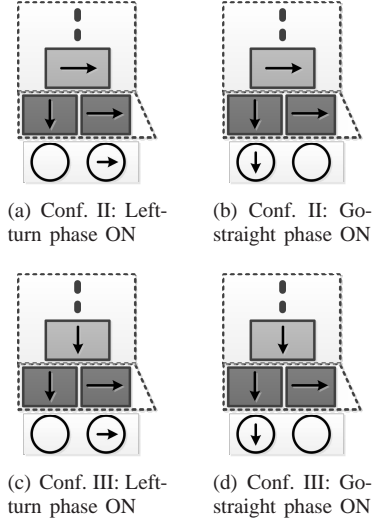 (a) Conf. II: Left-
turn phase ON
(b) Conf. II: Go-
straight phase ON
(c) Conf. III: Left-
turn phase ON
(d) Conf. III: Go-
straight phase ON